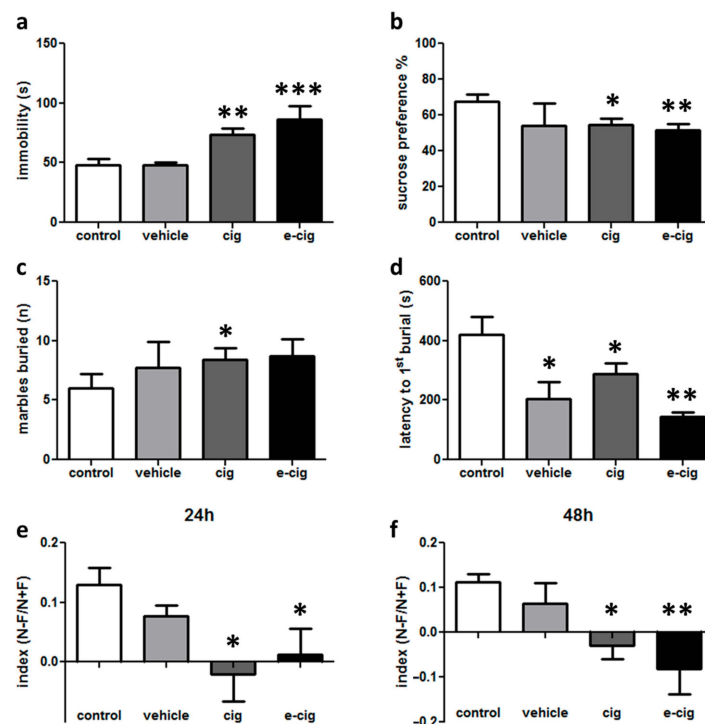 a
immobility (s)
150
100
50
0
** ***
control vehicle cig e-cig
b
sucrose preference %
100
80
60
40
20
0
* **
control vehicle cig e-cig
c
marbles buried (n)
15
10
5
0
*
control vehicle cig e-cig
d
latency to 1st burial (s)
600
400
200
0
* * **
control vehicle cig e-cig
24h
e
index (N-F/N+F)
0.2
0.1
0.0
* *
control vehicle cig e-cig
48h
f
index (N-F/N+F)
0.2
0.1
0.0
-0.1
-0.2
* **
control vehicle cig e-cig